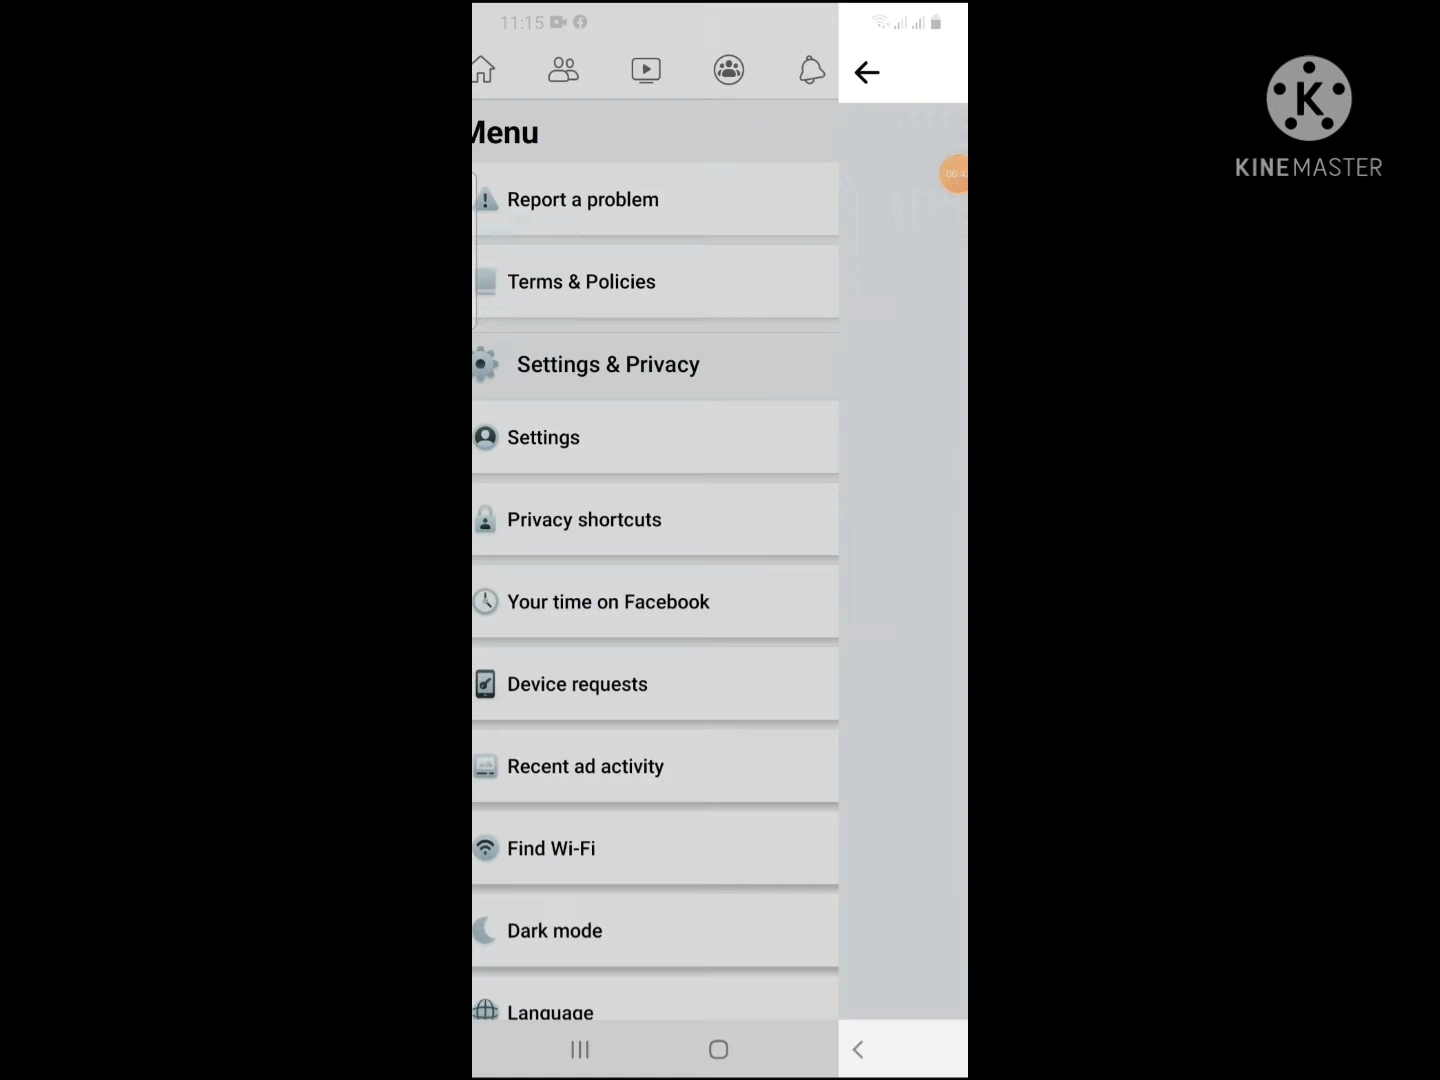 11:15
Menu
Report a problem
Terms & Policies
Settings & Privacy
Settings
Privacy shortcuts
Your time on Facebook
Device requests
Recent ad activity
Find Wi-Fi
Dark mode
Language
K
KINEMASTER